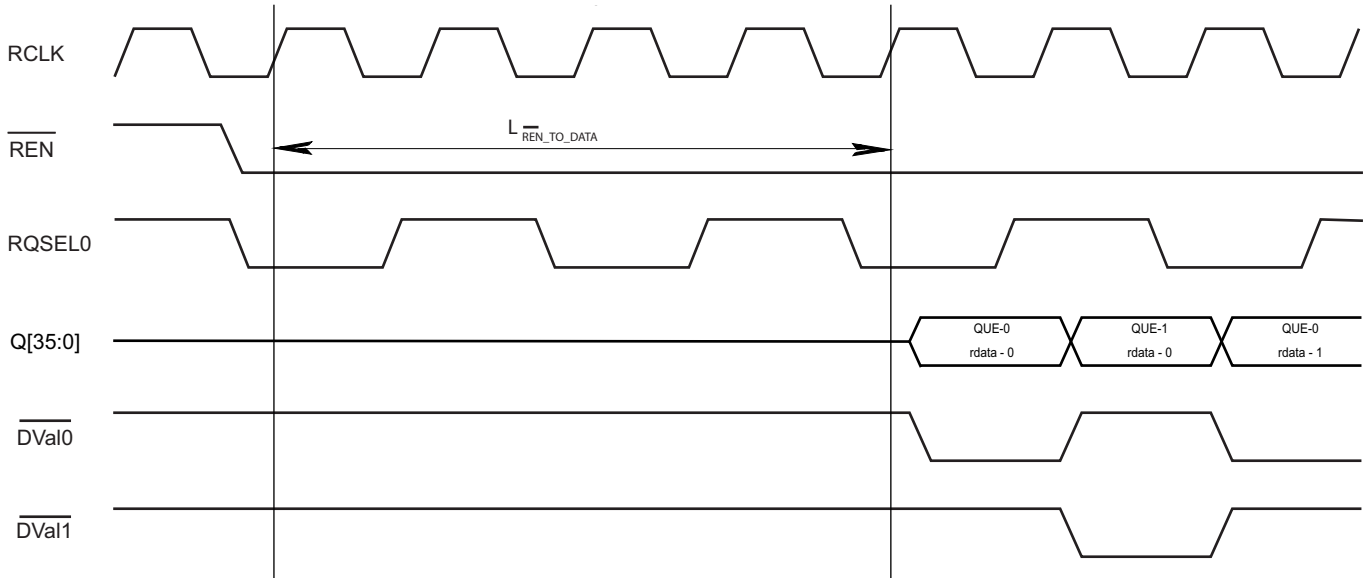 RCLK
REN
L REN_TO_DATA
RQSEL0
Q[35:0]
QUE-0
rdata - 0
QUE-1
rdata - 0
QUE-0
rdata - 1
DVal0
DVal1